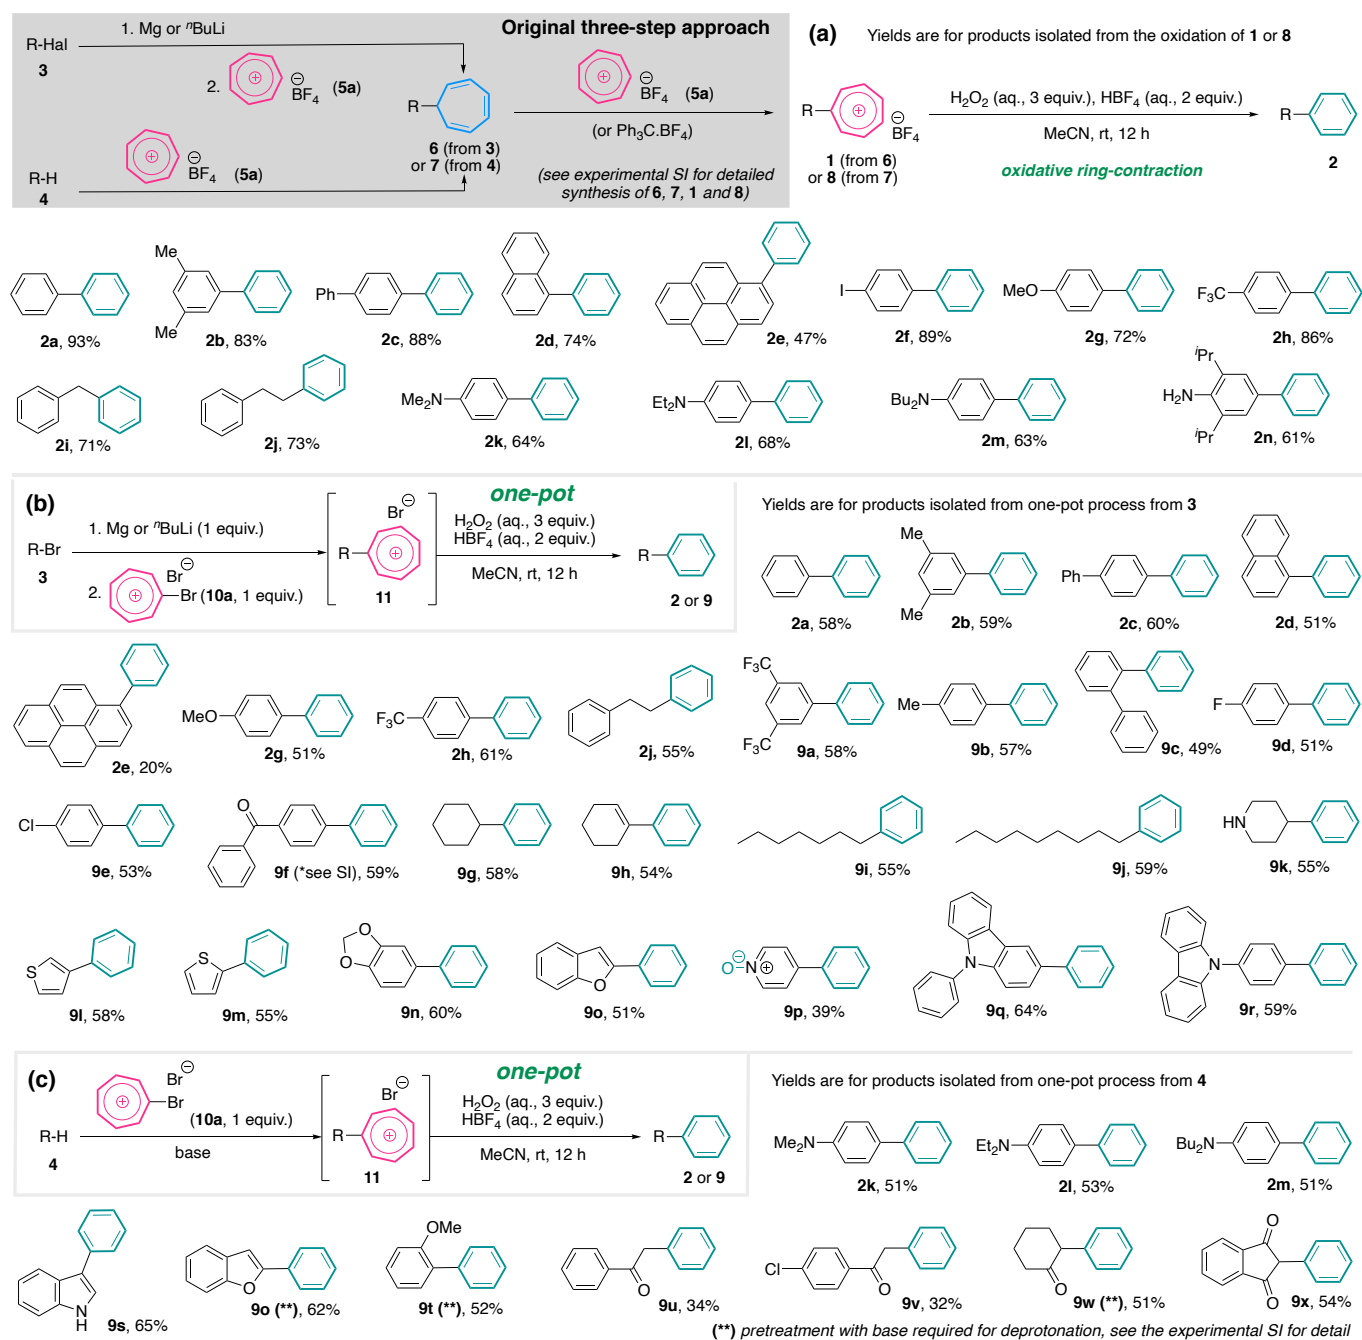 Original three-step approach
R-Hal
3
1. Mg or ⁿBuLi
2.
⊕
⊖
BF₄ (5a)
R-H
4
⊕
⊖
BF₄ (5a)
R
6 (from 3)
or 7 (from 4)
⊕
⊖
BF₄ (5a)
(or Ph₃C.BF₄)
(see experimental SI for detailed
synthesis of 6, 7, 1 and 8)
(a) Yields are for products isolated from the oxidation of 1 or 8
R
⊕
⊖
BF₄
1 (from 6)
or 8 (from 7)
H₂O₂ (aq., 3 equiv.), HBF₄ (aq., 2 equiv.)
MeCN, rt, 12 h
oxidative ring-contraction
R
2
2a, 93%
Me
Me
2b, 83%
Ph
2c, 88%
2d, 74%
2e, 47%
I
2f, 89%
MeO
2g, 72%
F₃C
2h, 86%
2i, 71%
2j, 73%
Me₂N
2k, 64%
Et₂N
2l, 68%
Bu₂N
2m, 63%
ⁱPr
H₂N
ⁱPr
2n, 61%
(b)
R-Br
3
1. Mg or ⁿBuLi (1 equiv.)
2.
⊕
Br⊖
Br (10a, 1 equiv.)
⊖
Br
R
⊕
11
one-pot
H₂O₂ (aq., 3 equiv.)
HBF₄ (aq., 2 equiv.)
MeCN, rt, 12 h
R
2 or 9
Yields are for products isolated from one-pot process from 3
2a, 58%
Me
Me
2b, 59%
Ph
2c, 60%
2d, 51%
2e, 20%
MeO
2g, 51%
F₃C
2h, 61%
2j, 55%
F₃C
CF₃
9a, 58%
Me
9b, 57%
9c, 49%
F
9d, 51%
Cl
9e, 53%
O
9f (*see SI), 59%
9g, 58%
9h, 54%
9i, 55%
9j, 59%
HN
9k, 55%
S
9l, 58%
S
9m, 55%
O
O
9n, 60%
O
9o, 51%
⊖
O
N
⊕
9p, 39%
N
9q, 64%
N
9r, 59%
(c)
R-H
4
⊕
Br⊖
Br
(10a, 1 equiv.)
base
⊖
Br
R
⊕
11
one-pot
H₂O₂ (aq., 3 equiv.)
HBF₄ (aq., 2 equiv.)
MeCN, rt, 12 h
R
2 or 9
Yields are for products isolated from one-pot process from 4
Me₂N
2k, 51%
Et₂N
2l, 53%
Bu₂N
2m, 51%
N
H
9s, 65%
O
9o (**), 62%
OMe
9t (**), 52%
O
9u, 34%
Cl
O
9v, 32%
O
9w (**), 51%
O
O
9x, 54%
(**) pretreatment with base required for deprotonation, see the experimental SI for detail